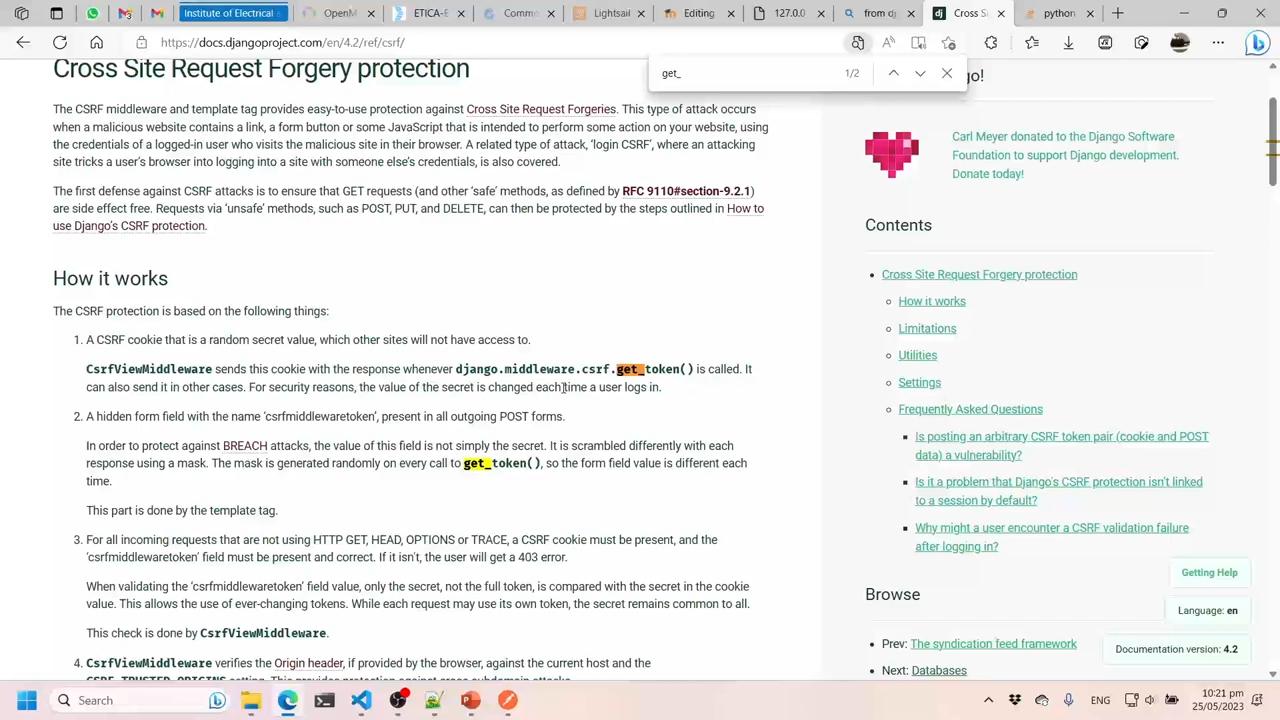 Institute of Electrical
OpenM
ETICA-E
Comme
Lightsai
Editing
127.0.0.
from rn
Cross S
python
https://docs.djangoproject.com/en/4.2/ref/csrf/
get_
1/2
go!
Cross Site Request Forgery protection
The CSRF middleware and template tag provides easy-to-use protection against Cross Site Request Forgeries. This type of attack occurs
when a malicious website contains a link, a form button or some JavaScript that is intended to perform some action on your website, using
the credentials of a logged-in user who visits the malicious site in their browser. A related type of attack, ‘login CSRF’, where an attacking
site tricks a user’s browser into logging into a site with someone else’s credentials, is also covered.
The first defense against CSRF attacks is to ensure that GET requests (and other ‘safe’ methods, as defined by RFC 9110#section-9.2.1)
are side effect free. Requests via ‘unsafe’ methods, such as POST, PUT, and DELETE, can then be protected by the steps outlined in How to
use Django’s CSRF protection.
How it works
The CSRF protection is based on the following things:
1. A CSRF cookie that is a random secret value, which other sites will not have access to.
CsrfViewMiddleware sends this cookie with the response whenever django.middleware.csrf.get_token() is called. It
can also send it in other cases. For security reasons, the value of the secret is changed each time a user logs in.
2. A hidden form field with the name ‘csrfmiddlewaretoken’, present in all outgoing POST forms.
In order to protect against BREACH attacks, the value of this field is not simply the secret. It is scrambled differently with each
response using a mask. The mask is generated randomly on every call to get_token(), so the form field value is different each
time.
This part is done by the template tag.
3. For all incoming requests that are not using HTTP GET, HEAD, OPTIONS or TRACE, a CSRF cookie must be present, and the
‘csrfmiddlewaretoken’ field must be present and correct. If it isn’t, the user will get a 403 error.
When validating the ‘csrfmiddlewaretoken’ field value, only the secret, not the full token, is compared with the secret in the cookie
value. This allows the use of ever-changing tokens. While each request may use its own token, the secret remains common to all.
This check is done by CsrfViewMiddleware.
4. CsrfViewMiddleware verifies the Origin header, if provided by the browser, against the current host and the
Carl Meyer donated to the Django Software
Foundation to support Django development.
Donate today!
Contents
Cross Site Request Forgery protection
How it works
Limitations
Utilities
Settings
Frequently Asked Questions
Is posting an arbitrary CSRF token pair (cookie and POST
data) a vulnerability?
Is it a problem that Django's CSRF protection isn't linked
to a session by default?
Why might a user encounter a CSRF validation failure
after logging in?
Getting Help
Browse
Language: en
Prev: The syndication feed framework
Documentation version: 4.2
Next: Databases
Search
ENG
10:21 pm
25/05/2023